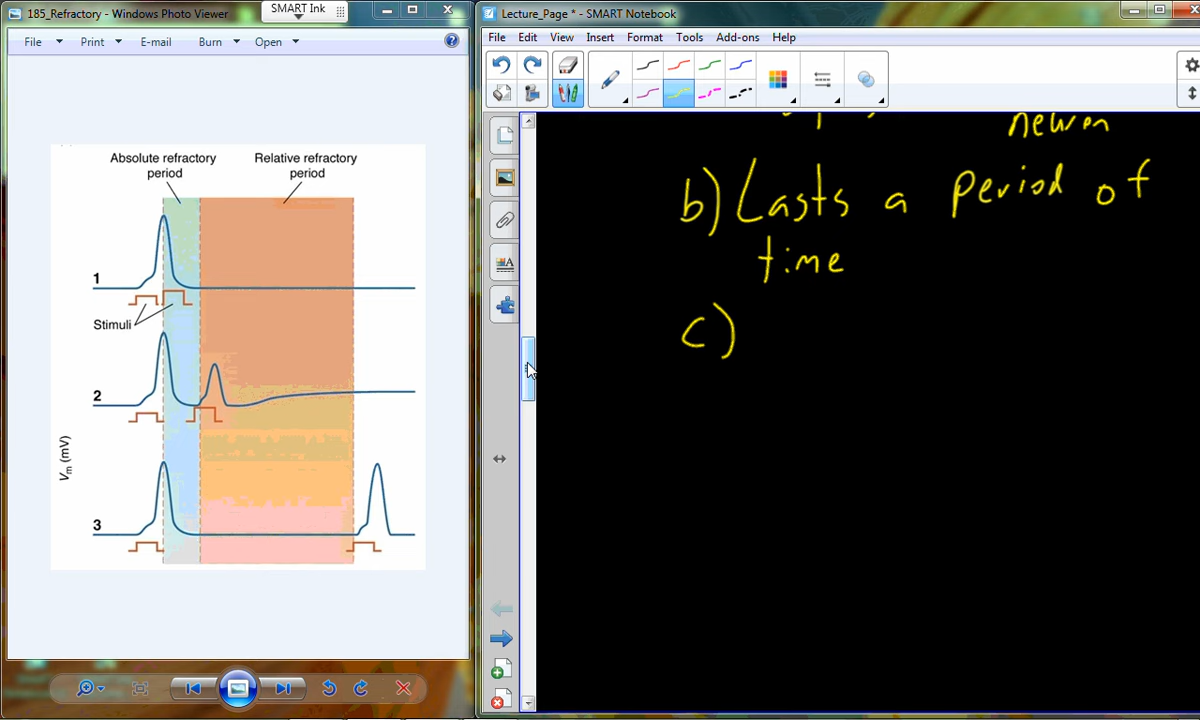 185_Refractory - Windows Photo Viewer
SMART Ink
File Print E-mail Burn Open
Absolute refractory
period
Relative refractory
period
1
Stimuli
2
Vm (mV)
3
Lecture_Page * - SMART Notebook
File Edit View Insert Format Tools Add-ons Help
neuron
b) Lasts a period of
time
c)